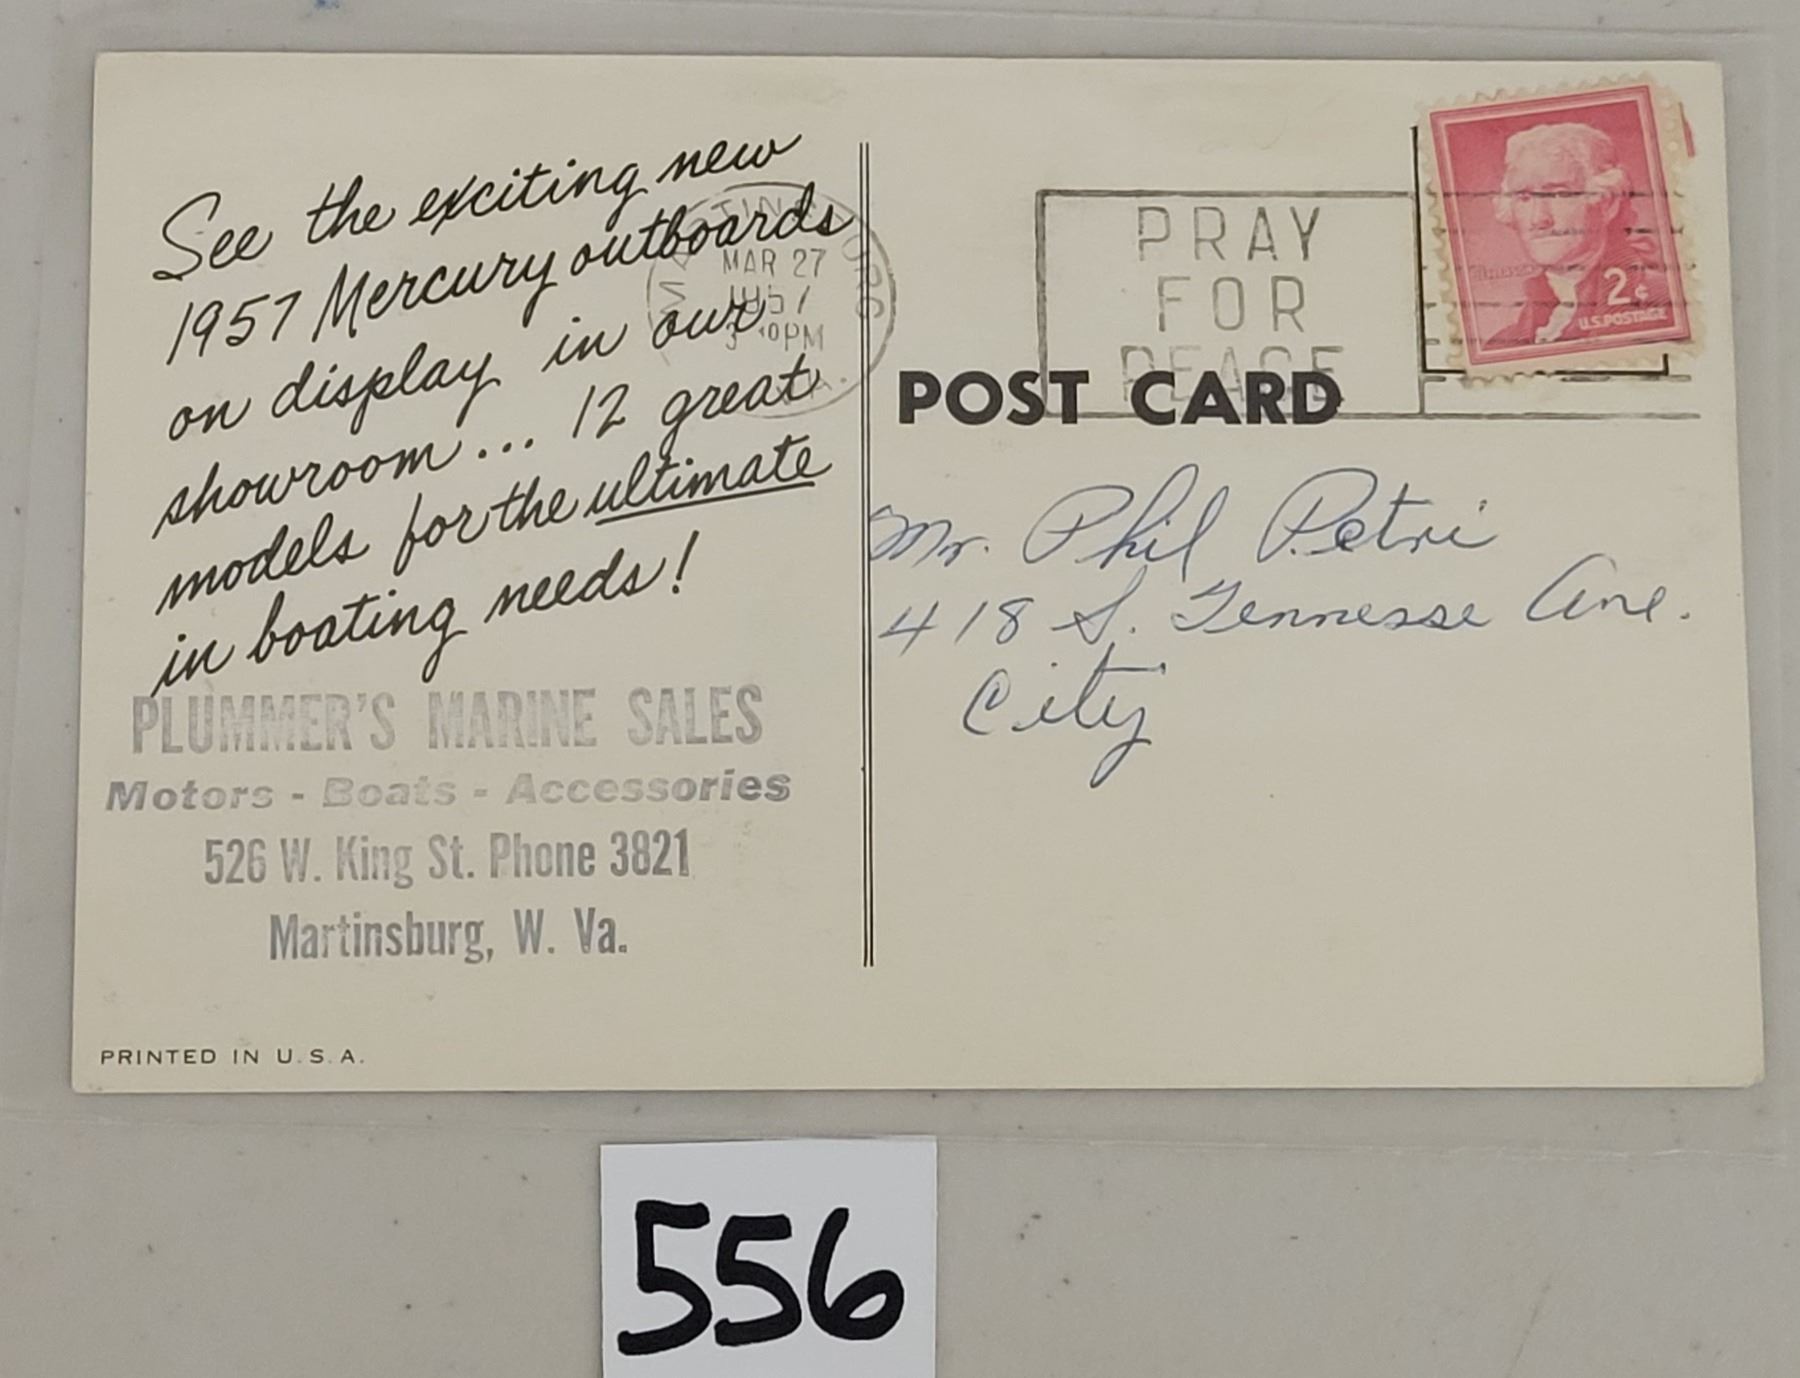 See the exciting new
1957 Mercury outboards
on display in our
showroom... 12 great
models for the ultimate
in boating needs!
PLUMMER'S MARINE SALES
Motors - Boats - Accessories
526 W. King St. Phone 3821
Martinsburg, W. Va.
PRINTED IN U.S.A.
MAR 27
1957
PM
PRAY
FOR
PEACE
2¢
U.S. POSTAGE
POST CARD
Mr. Phil Petri
418 S. Tennesse Ave.
City
556